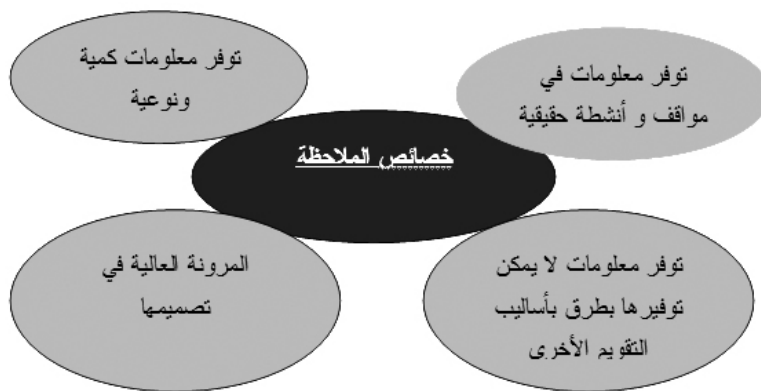 خصائص الملاحظة
توفر معلومات في
مواقف و أنشطة حقيقية
توفر معلومات كمية
ونوعية
توفر معلومات لا يمكن
توفيرها بطرق بأساليب
التقويم الأخرى
المرونة العالية في
تصميمها